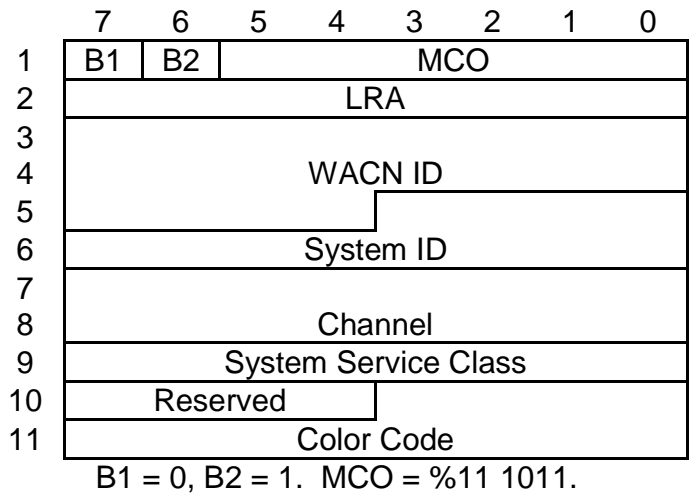 7 6 5 4 3 2 1 0
1 B1 B2 MCO
2 LRA
3
4 WACN ID
5
6 System ID
7
8 Channel
9 System Service Class
10 Reserved
11 Color Code
B1 = 0, B2 = 1. MCO = %11 1011.